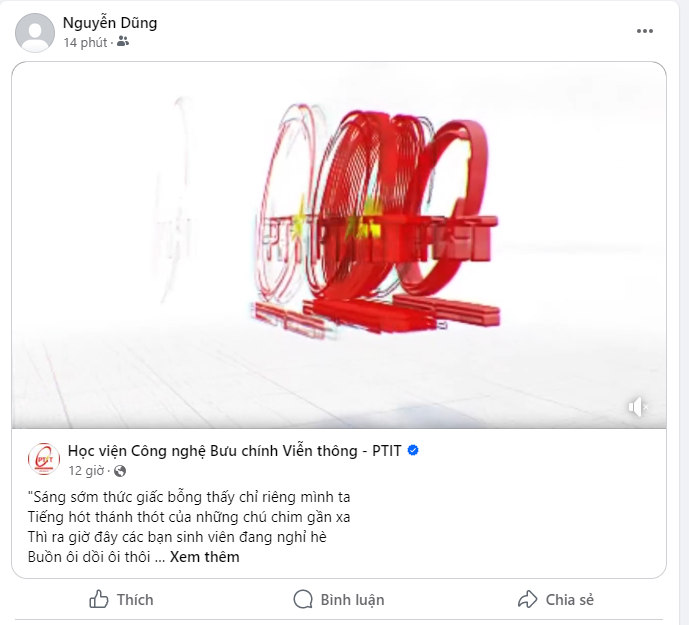 Nguyễn Dũng
14 phút ·
PTIT
Học viện Công nghệ Bưu chính Viễn thông - PTIT
12 giờ ·
"Sáng sớm thức giấc bỗng thấy chỉ riêng mình ta
Tiếng hót thánh thót của những chú chim gần xa
Thì ra giờ đây các bạn sinh viên đang nghỉ hè
Buồn ôi dồi ôi thôi ... Xem thêm
Thích
Bình luận
Chia sẻ